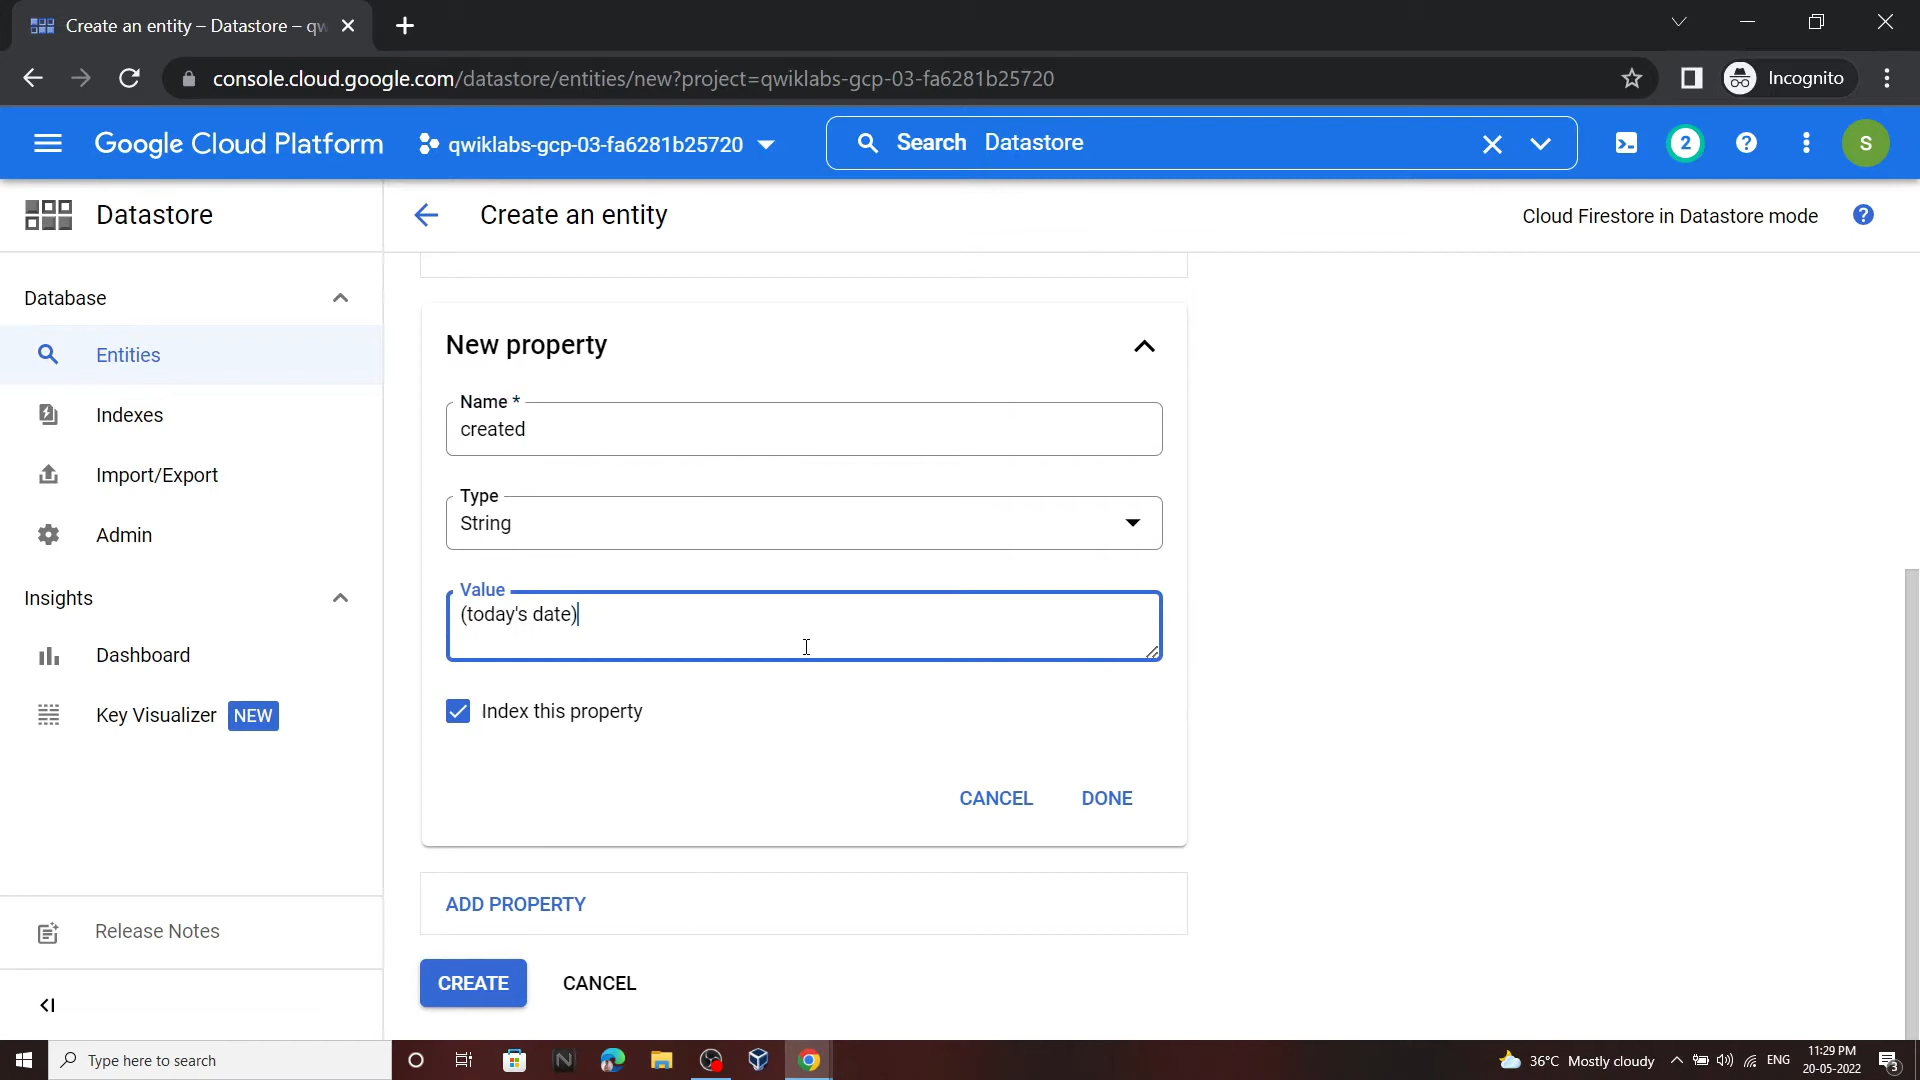 Create an entity – Datastore – qw
console.cloud.google.com/datastore/entities/new?project=qwiklabs-gcp-03-fa6281b25720
Incognito
Google Cloud Platform
qwiklabs-gcp-03-fa6281b25720
Search Datastore
2
S
Datastore
Create an entity
Cloud Firestore in Datastore mode
Database
Entities
Indexes
Import/Export
Admin
Insights
Dashboard
Key Visualizer NEW
Release Notes
New property
Name *
created
Type
String
Value
(today's date)
Index this property
CANCEL DONE
ADD PROPERTY
CREATE CANCEL
Type here to search
36°C Mostly cloudy
ENG
11:29 PM
20-05-2022
3